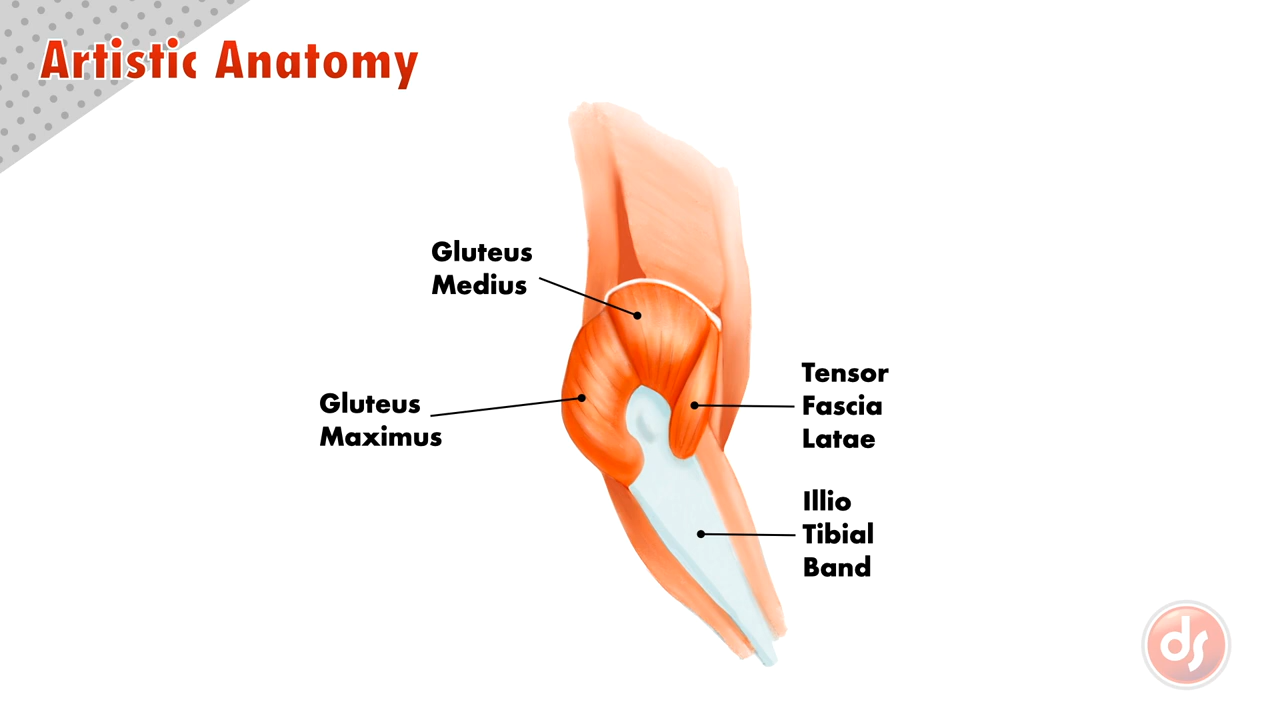 Artistic Anatomy
Gluteus
Medius
Gluteus
Maximus
Tensor
Fascia
Latae
Illio
Tibial
Band
ds